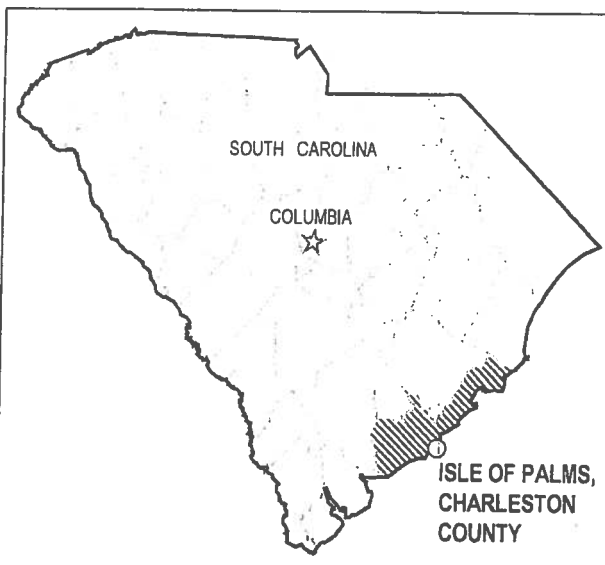 SOUTH CAROLINA
COLUMBIA
ISLE OF PALMS,
CHARLESTON
COUNTY